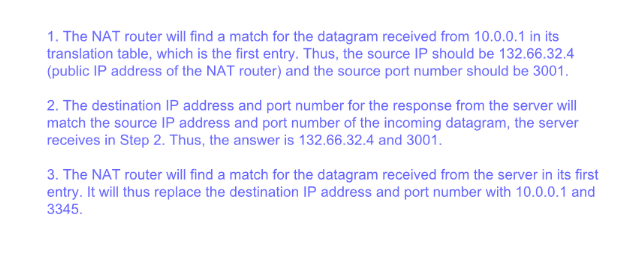 1. The NAT router will find a match for the datagram received from 10.0.0.1 in its
translation table, which is the first entry. Thus, the source IP should be 132.66.32.4
(public IP address of the NAT router) and the source port number should be 3001.
2. The destination IP address and port number for the response from the server will
match the source IP address and port number of the incoming datagram, the server
receives in Step 2. Thus, the answer is 132.66.32.4 and 3001.
3. The NAT router will find a match for the datagram received from the server in its first
entry. It will thus replace the destination IP address and port number with 10.0.0.1 and
3345.